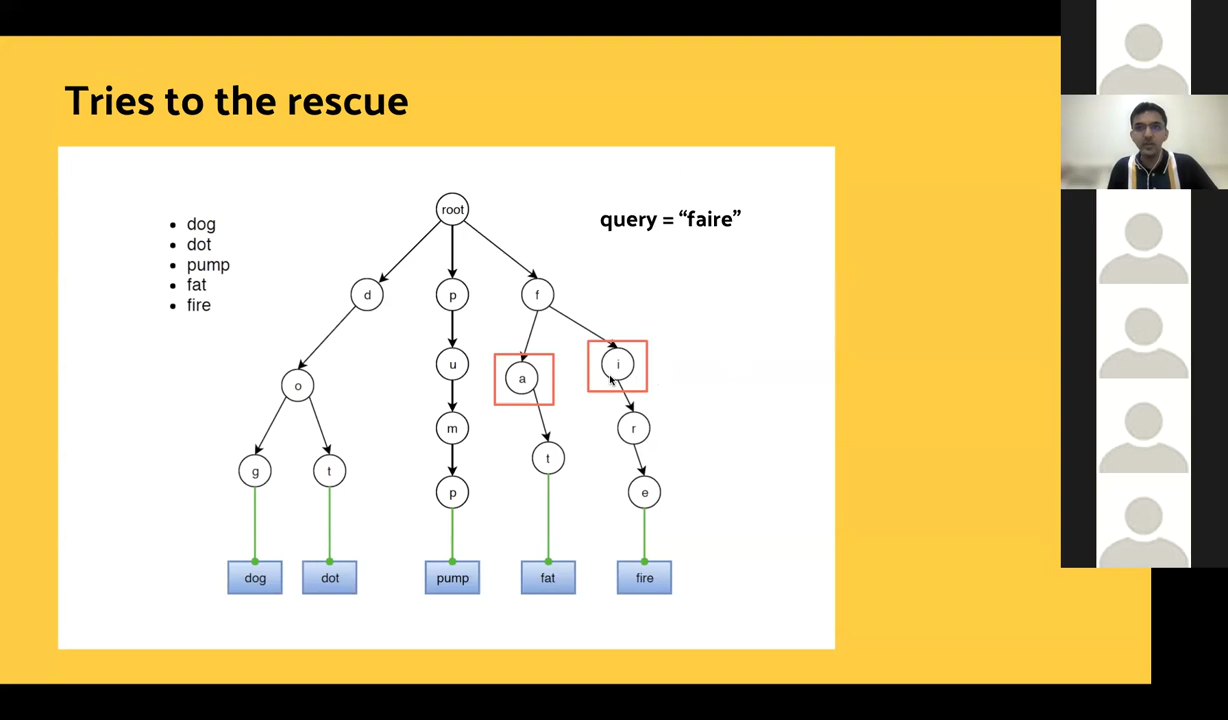 Tries to the rescue
dog
dot
pump
fat
fire
query = “faire”
root
d
p
f
o
u
a
i
g
t
m
t
r
p
e
dog
dot
pump
fat
fire